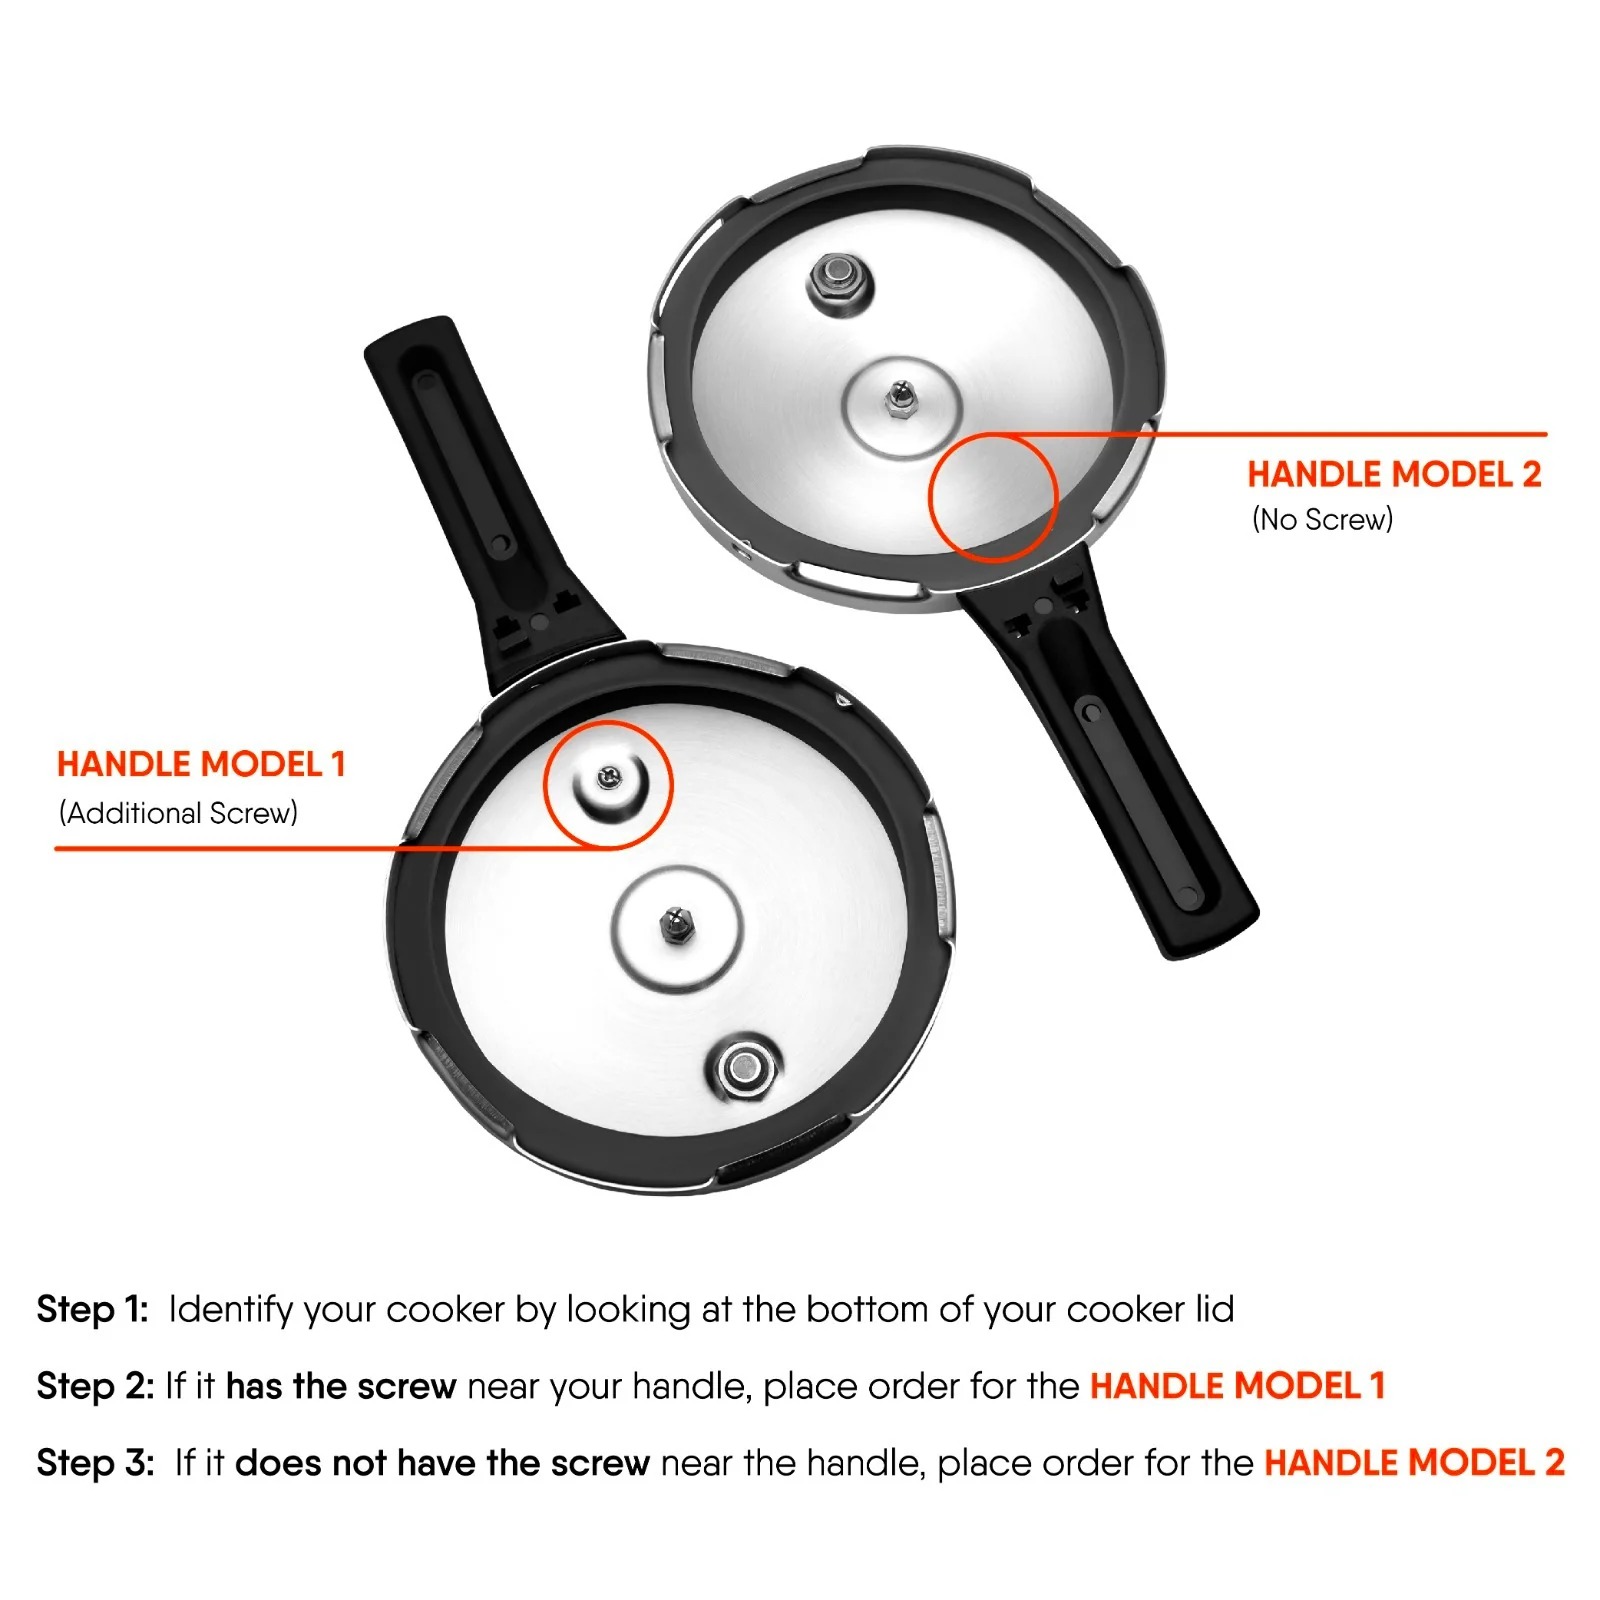 HANDLE MODEL 2
(No Screw)
HANDLE MODEL 1
(Additional Screw)
Step 1: Identify your cooker by looking at the bottom of your cooker lid
Step 2: If it has the screw near your handle, place order for the HANDLE MODEL 1
Step 3: If it does not have the screw near the handle, place order for the HANDLE MODEL 2